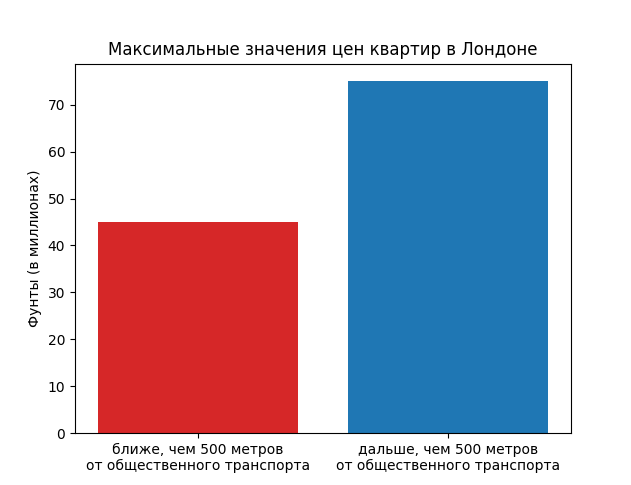 Максимальные значения цен квартир в Лондоне
Фунты (в миллионах)
70
60
50
40
30
20
10
0
ближе, чем 500 метров
от общественного транспорта
дальше, чем 500 метров
от общественного транспорта